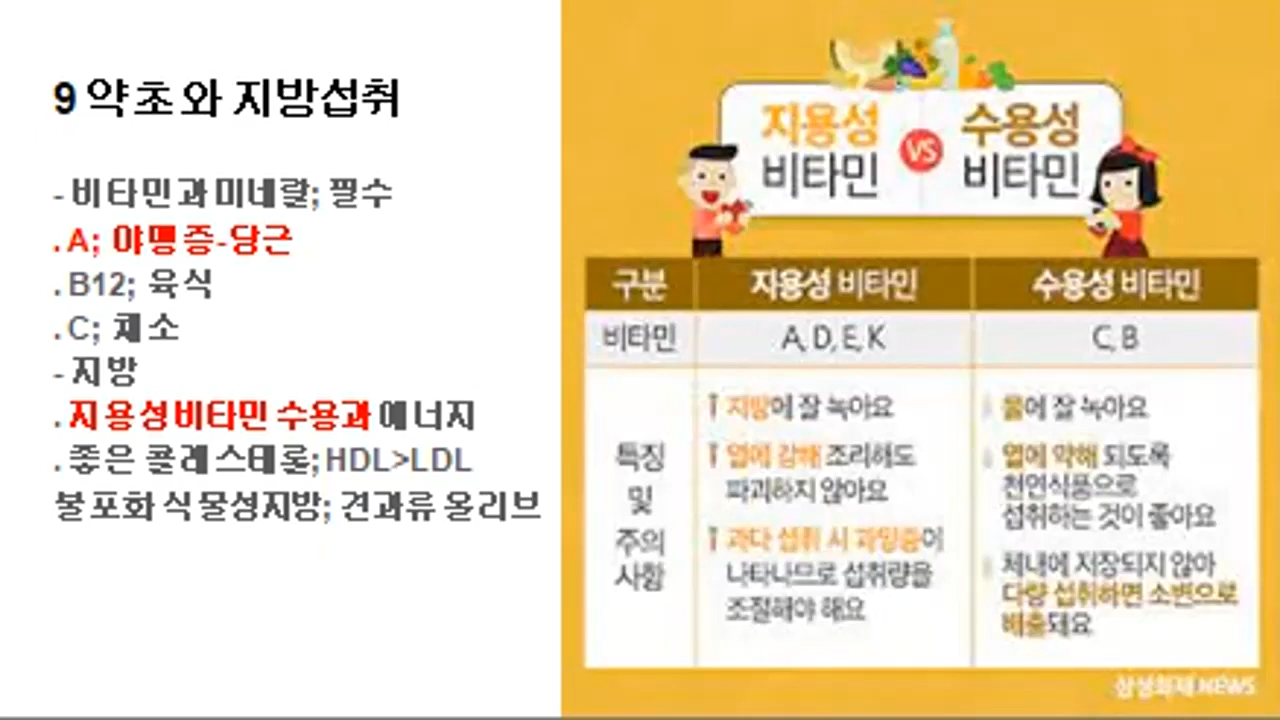 9 약초와 지방섭취
- 비타민과 미네랄; 필수
. A; 야맹증-당근
. B12; 육식
. C; 채소
- 지방
. 지용성비타민 수용과 에너지
. 좋은 콜레스테롤; HDL>LDL
불포화 식물성지방; 견과류 올리브
지용성 비타민 VS 수용성 비타민
구분 지용성 비타민 수용성 비타민
비타민 A, D, E, K C, B
특징 및 주의 사항
지방에 잘 녹아요
열에 강해 조리해도
파괴하지 않아요
과다 섭취 시 과잉증이
나타나므로 섭취량을
조절해야 해요
물에 잘 녹아요
열에 약해 되도록
천연식품으로
섭취하는 것이 좋아요
체내에 저장되지 않아
다량 섭취하면 소변으로
배출돼요
삼성화재 NEWS